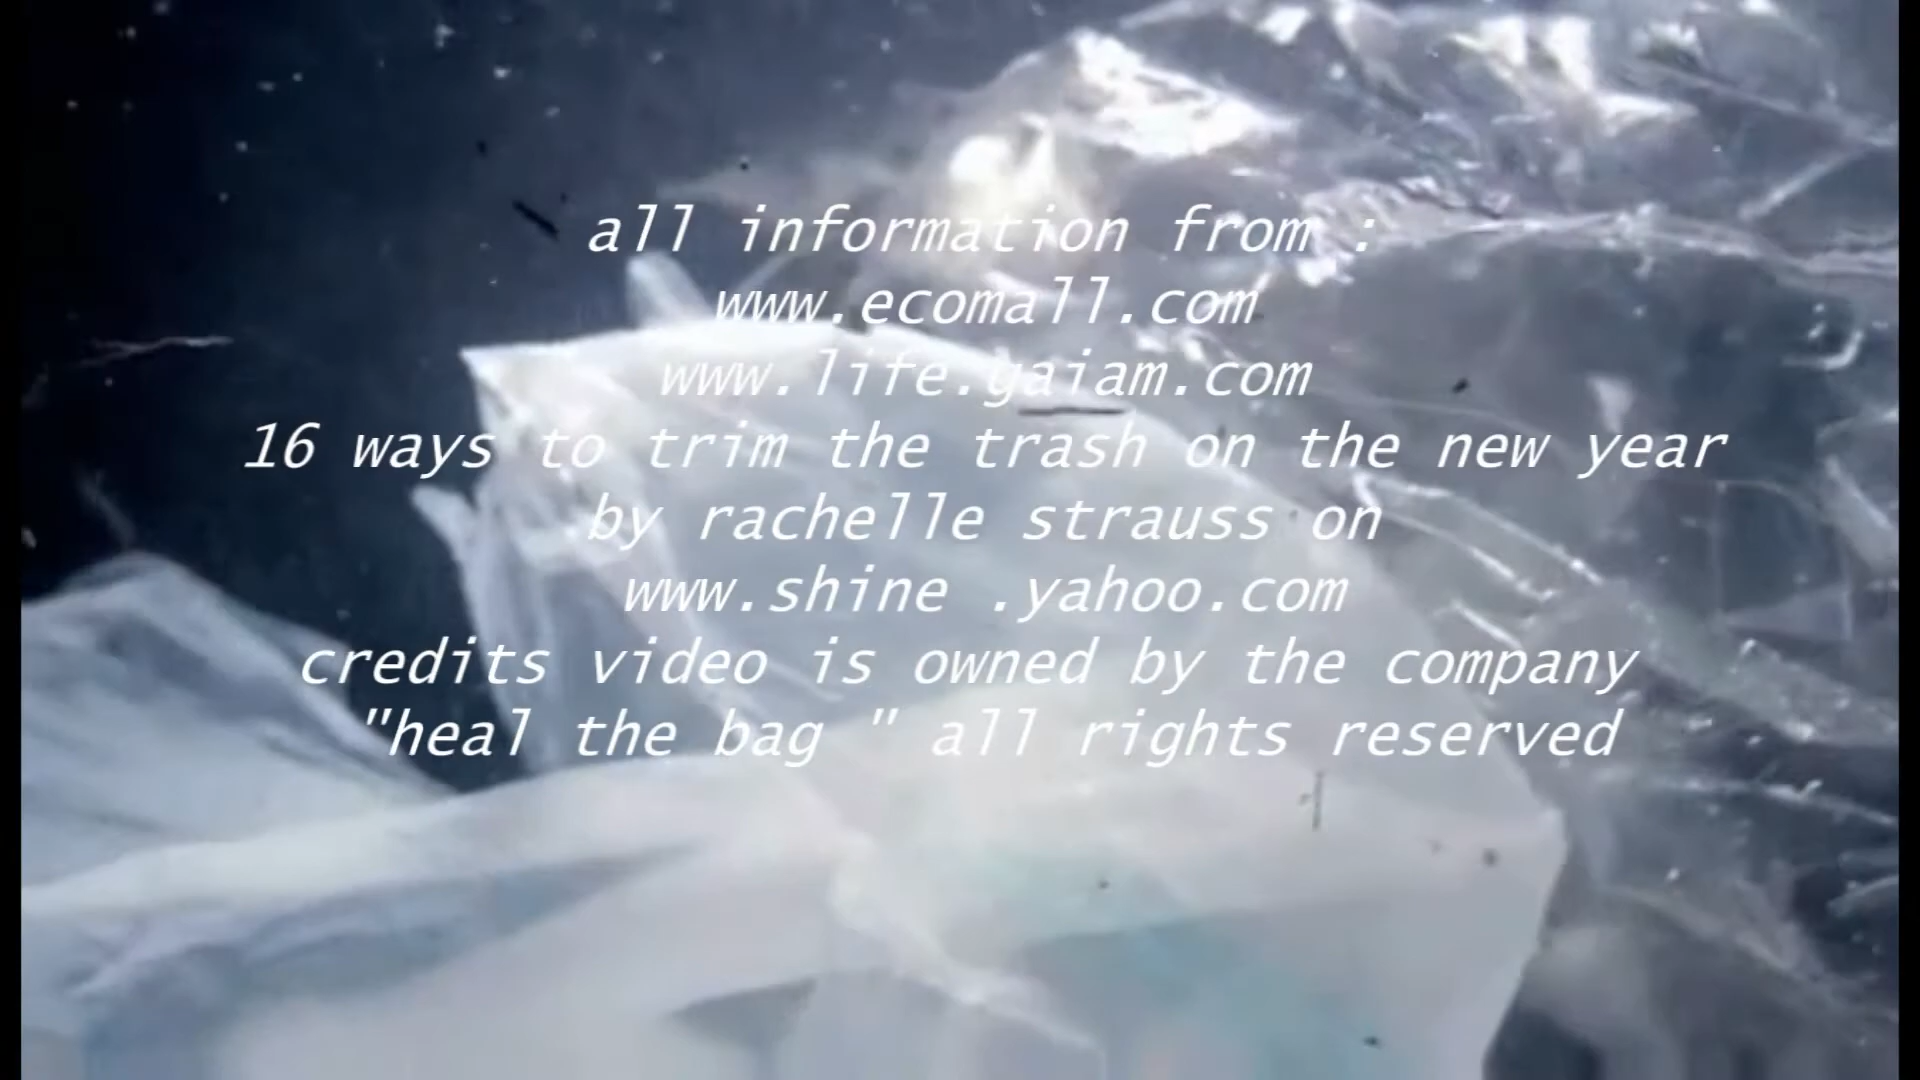 all information from :
www.ecomall.com
www.life.gaiam.com
16 ways to trim the trash on the new year
by rachelle strauss on
www.shine .yahoo.com
credits video is owned by the company
"heal the bag " all rights reserved